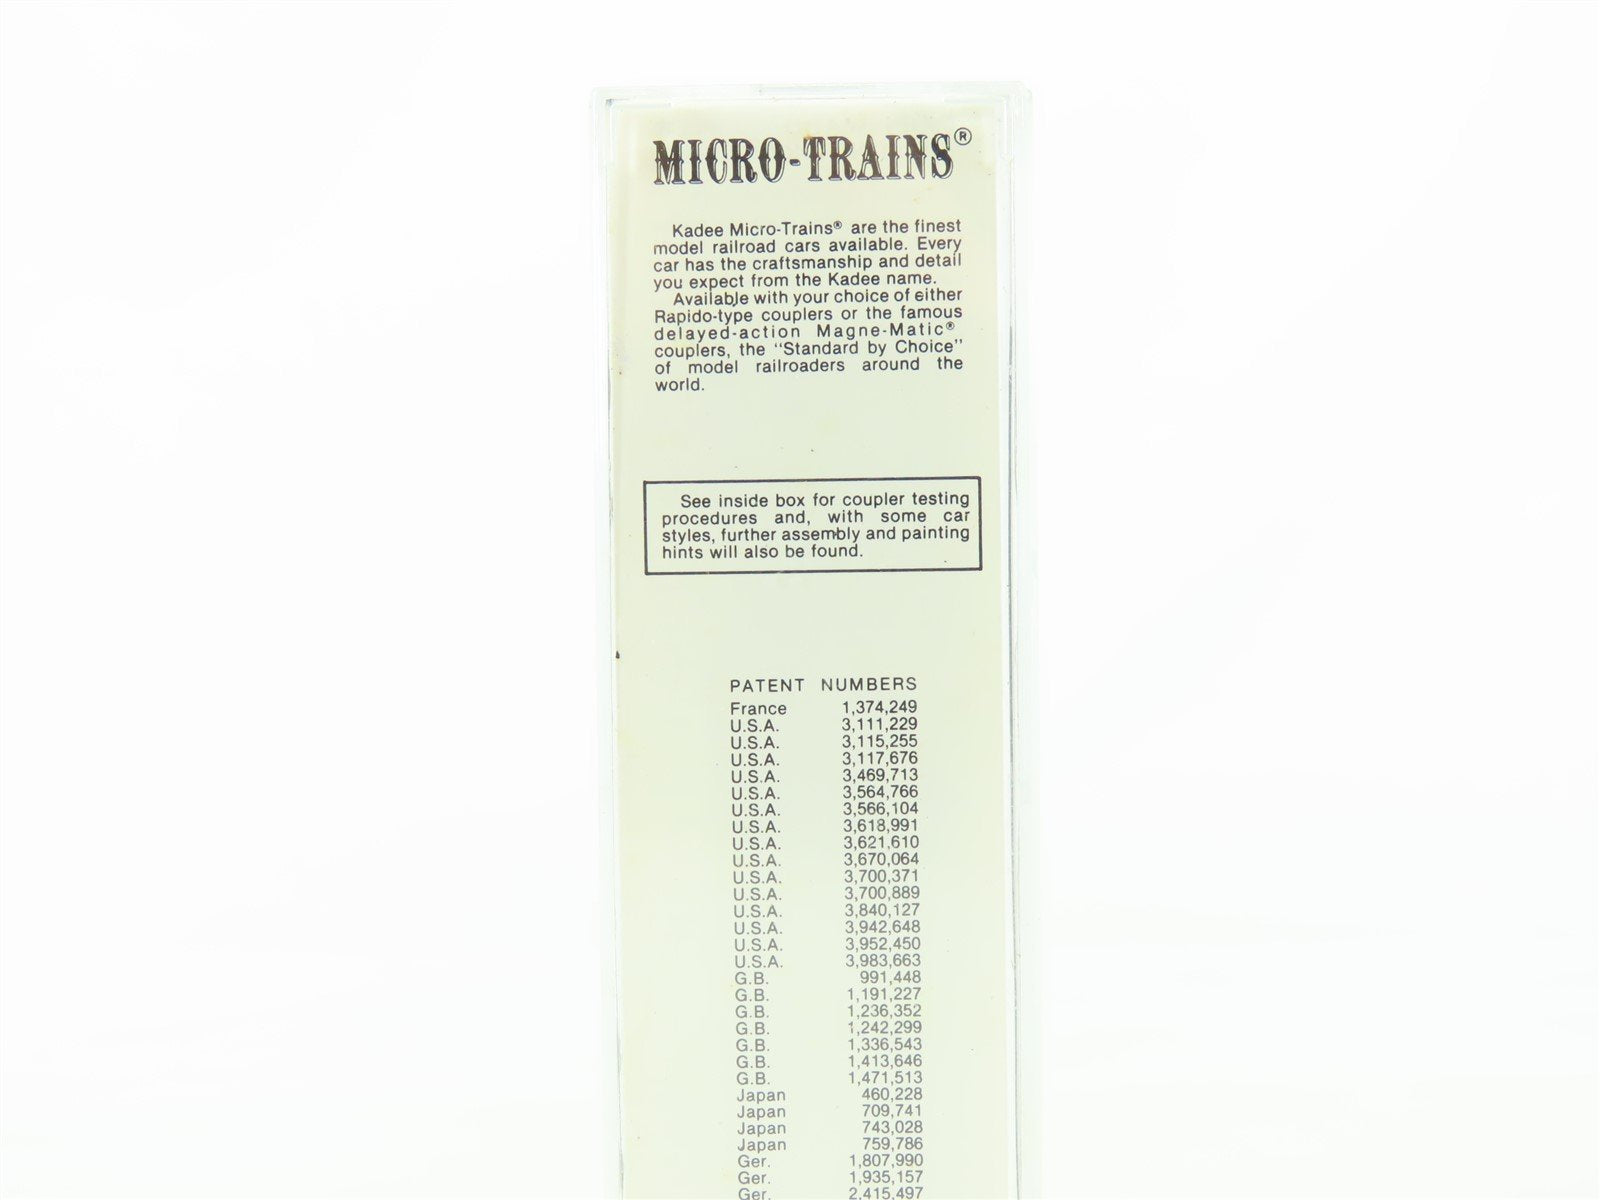 MICRO-TRAINS®
Kadee Micro-Trains® are the finest
model railroad cars available. Every
car has the craftsmanship and detail
you expect from the Kadee name.
Available with your choice of either
Rapido-type couplers or the famous
delayed-action Magne-Matic®
couplers, the "Standard by Choice"
of model railroaders around the
world.
See inside box for coupler testing
procedures and, with some car
styles, further assembly and painting
hints will also be found.
PATENT NUMBERS
France 1,374,249
U.S.A. 3,111,229
U.S.A. 3,115,255
U.S.A. 3,117,676
U.S.A. 3,469,713
U.S.A. 3,564,766
U.S.A. 3,566,104
U.S.A. 3,618,991
U.S.A. 3,621,610
U.S.A. 3,670,064
U.S.A. 3,700,371
U.S.A. 3,700,889
U.S.A. 3,840,127
U.S.A. 3,942,648
U.S.A. 3,952,450
U.S.A. 3,983,663
G.B. 991,448
G.B. 1,191,227
G.B. 1,236,352
G.B. 1,242,299
G.B. 1,336,543
G.B. 1,413,646
G.B. 1,471,513
Japan 460,228
Japan 709,741
Japan 743,028
Japan 759,786
Ger. 1,807,990
Ger. 1,935,157
Ger. 2,415,497